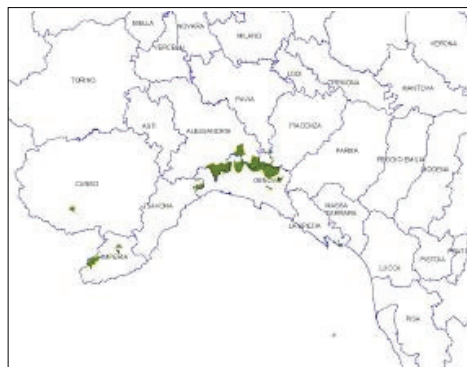 BIELLA
NOVARA
MILANO
VERCELLI
VERONA
TORINO
LODI
CREMONA
MANTOVA
PAVIA
ASTI
ALESSANDRIA
PIACENZA
PARMA
REGGIO EMILIA
MODENA
CUNEO
GENOVA
SAVONA
MASSA CARRARA
LA SPEZIA
IMPERIA
LUCCA
PISTOIA
PISA